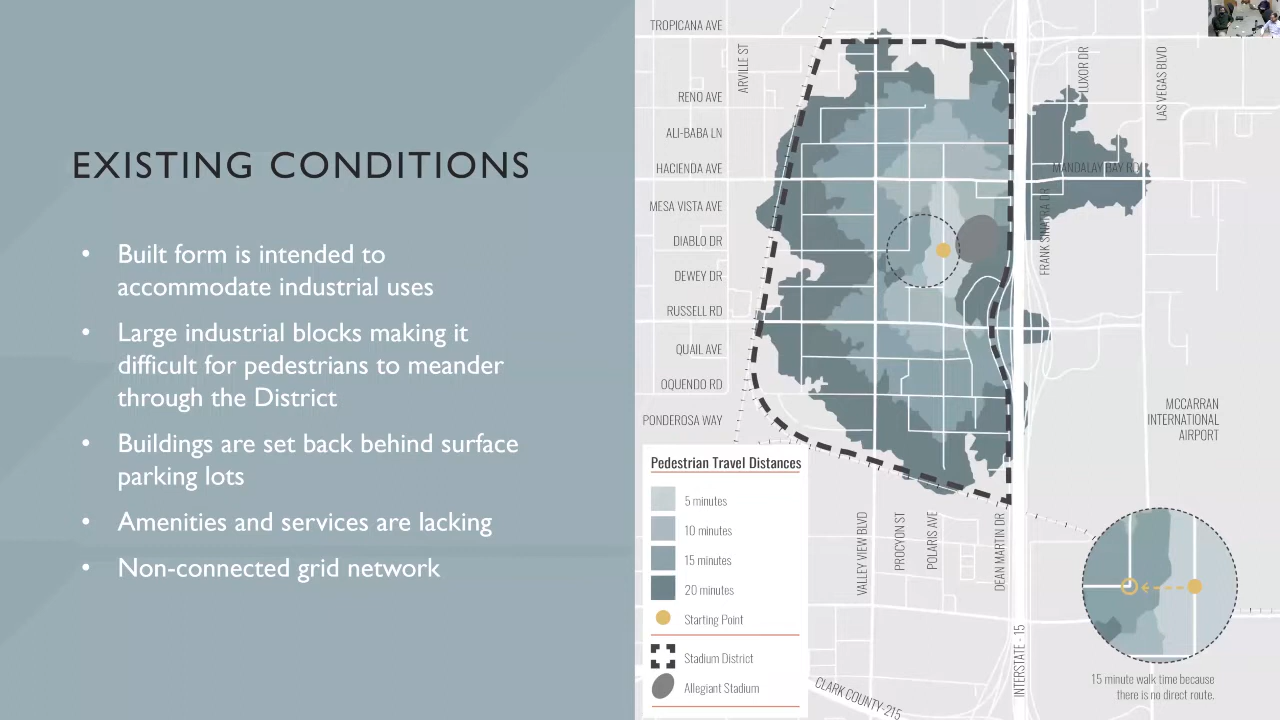 EXISTING CONDITIONS
• Built form is intended to
accommodate industrial uses
• Large industrial blocks making it
difficult for pedestrians to meander
through the District
• Buildings are set back behind surface
parking lots
• Amenities and services are lacking
• Non-connected grid network
TROPICANA AVE
ARVILLE ST
RENO AVE
ALI-BABA LN
HACIENDA AVE
MESA VISTA AVE
DIABLO DR
DEWEY DR
RUSSELL RD
QUAIL AVE
OQUENDO RD
PONDEROSA WAY
LUXOR DR
LAS VEGAS BLVD
MANDALAY BAY RD
FRANK SINATRA DR
MCCARRAN
INTERNATIONAL
AIRPORT
Pedestrian Travel Distances
5 minutes
10 minutes
15 minutes
20 minutes
Starting Point
Stadium District
Allegiant Stadium
VALLEY VIEW BLVD
PROCYON ST
POLARIS AVE
DEAN MARTIN DR
INTERSTATE - 15
CLARK COUNTY-215
15 minute walk time because
there is no direct route.